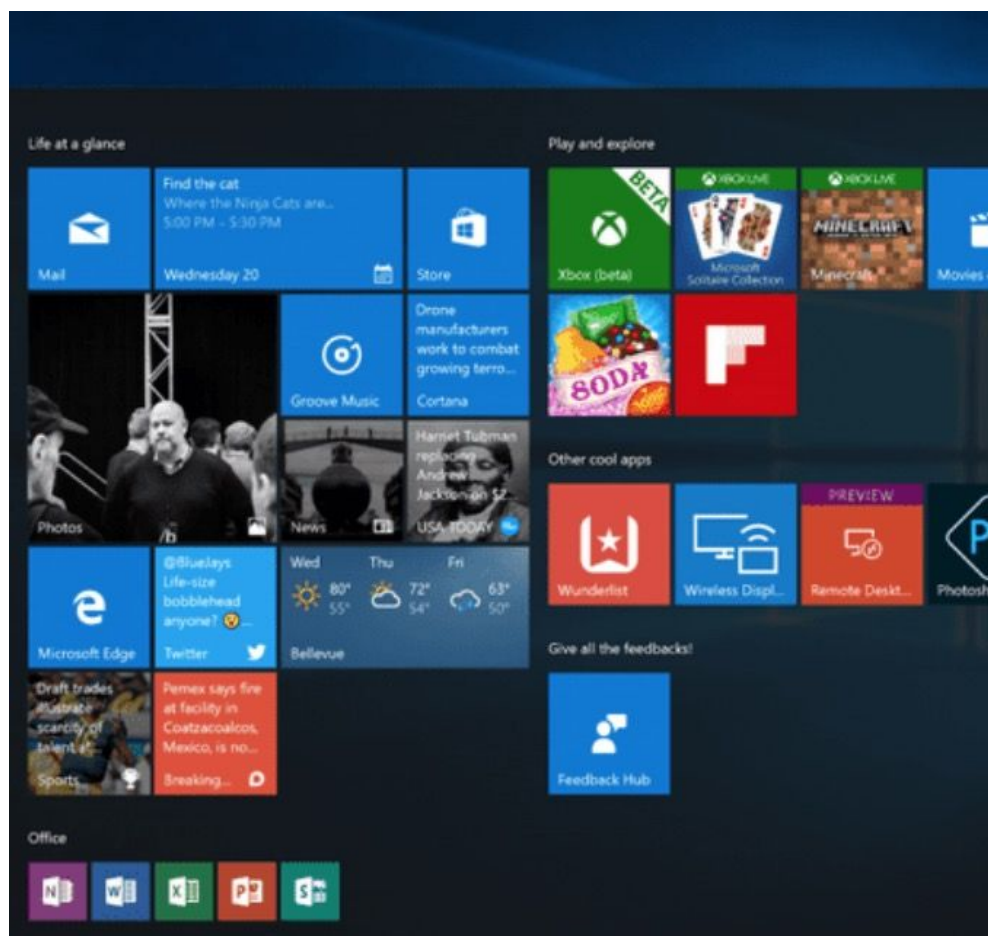 Life at a glance
Mail
Find the cat
Where the Ninja Cats are...
5:00 PM – 5:30 PM
Wednesday 20
Store
Photos
Groove Music
Drone
manufacturers
work to combat
growing terro...
Cortana
News
Harriet Tubman
replacing
Andrew
Jackson on $2
USA TODAY
Microsoft Edge
@BlueJays
Life-size
bobblehead
anyone? 😮...
Twitter
Wed Thu Fri
80° 72° 63°
55° 54° 50°
Bellevue
Draft trades
illustrate
scarcity of
talent a...
Sports
Pemex says fire
at facility in
Coatzacoalcos,
Mexico, is no...
Breaking...
Office
N
W
X
P
S
Play and explore
BETA
Xbox (beta)
XBOX LIVE
Microsoft
Solitaire Collection
XBOX LIVE
MINECRAFT
Minecraft
Movies
SODA
Other cool apps
Wunderlist
Wireless Displ...
PREVIEW
Remote Deskt...
P
Photosh
Give all the feedbacks!
Feedback Hub